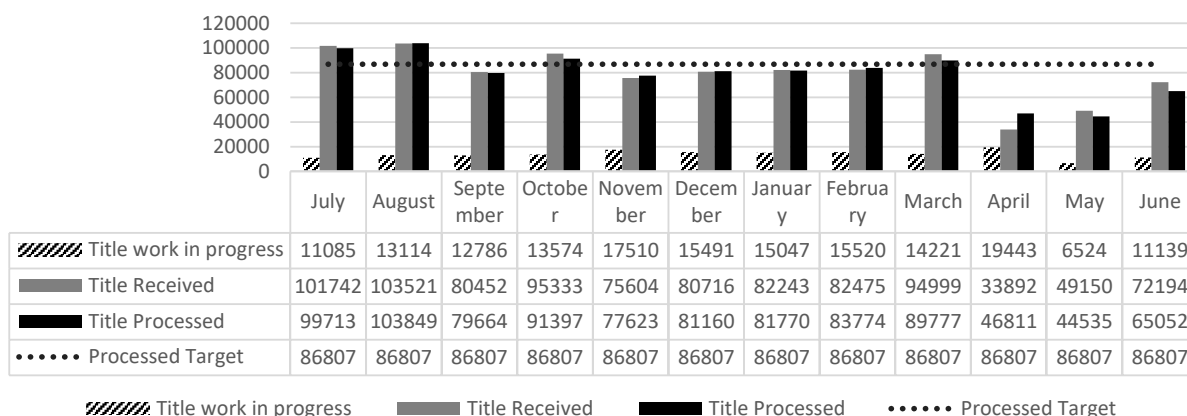 120000
100000
80000
60000
40000
20000
0
July August Septe October Novem Decem January Februa March April May June
mber r ber ber y ry
Title work in progress 11085 13114 12786 13574 17510 15491 15047 15520 14221 19443 6524 11139
Title Received 101742 103521 80452 95333 75604 80716 82243 82475 94999 33892 49150 72194
Title Processed 99713 103849 79664 91397 77623 81160 81770 83774 89777 46811 44535 65052
Processed Target 86807 86807 86807 86807 86807 86807 86807 86807 86807 86807 86807 86807
Title work in progress Title Received Title Processed Processed Target